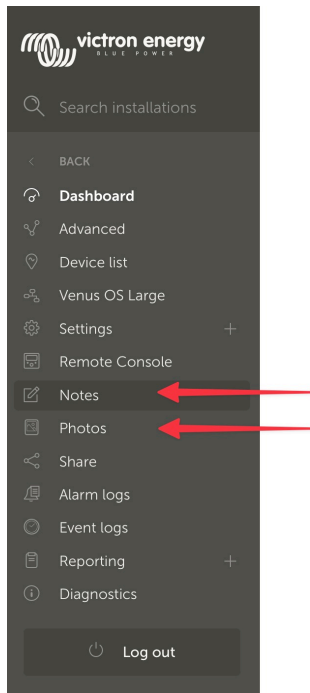 victron energy
BLUE POWER
Search installations
BACK
Dashboard
Advanced
Device list
Venus OS Large
Settings
Remote Console
Notes
Photos
Share
Alarm logs
Event logs
Reporting
Diagnostics
Log out